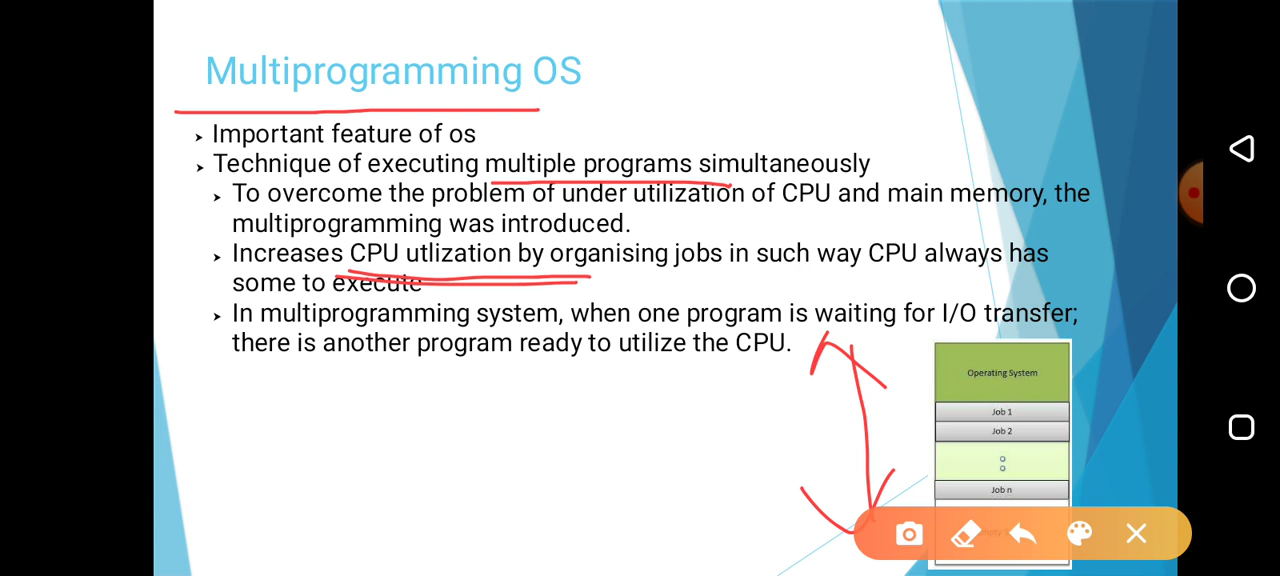 Multiprogramming OS
Important feature of os
Technique of executing multiple programs simultaneously
To overcome the problem of under utilization of CPU and main memory, the
multiprogramming was introduced.
Increases CPU utlization by organising jobs in such way CPU always has
some to execute
In multiprogramming system, when one program is waiting for I/O transfer;
there is another program ready to utilize the CPU.
Operating System
Job 1
Job 2
Job n